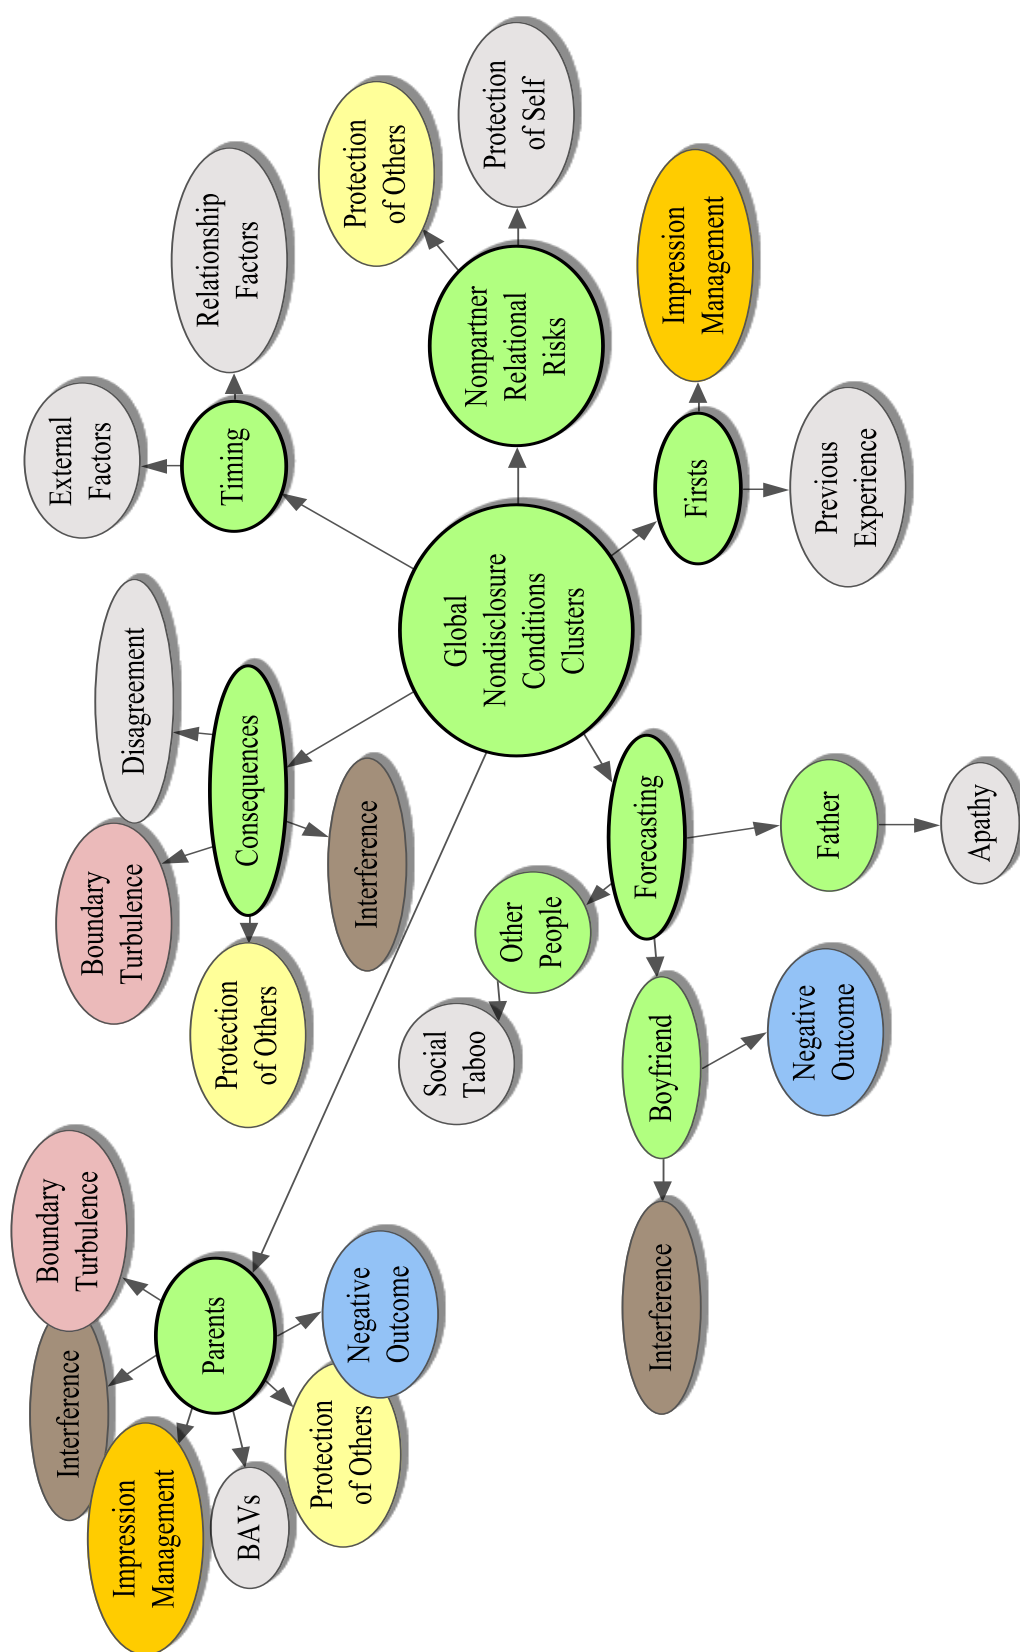 Boundary
Turbulence
Interference
Impression
Management
BAVs
Parents
Protection
of Others
Negative
Outcome
Disagreement
Boundary
Turbulence
Consequences
Protection
of Others
Interference
External
Factors
Relationship
Factors
Timing
Global
Nondisclosure
Conditions
Clusters
Protection
of Others
Protection
of Self
Nonpartner
Relational
Risks
Impression
Management
Firsts
Previous
Experience
Forecasting
Other
People
Social
Taboo
Boyfriend
Interference
Negative
Outcome
Father
Apathy